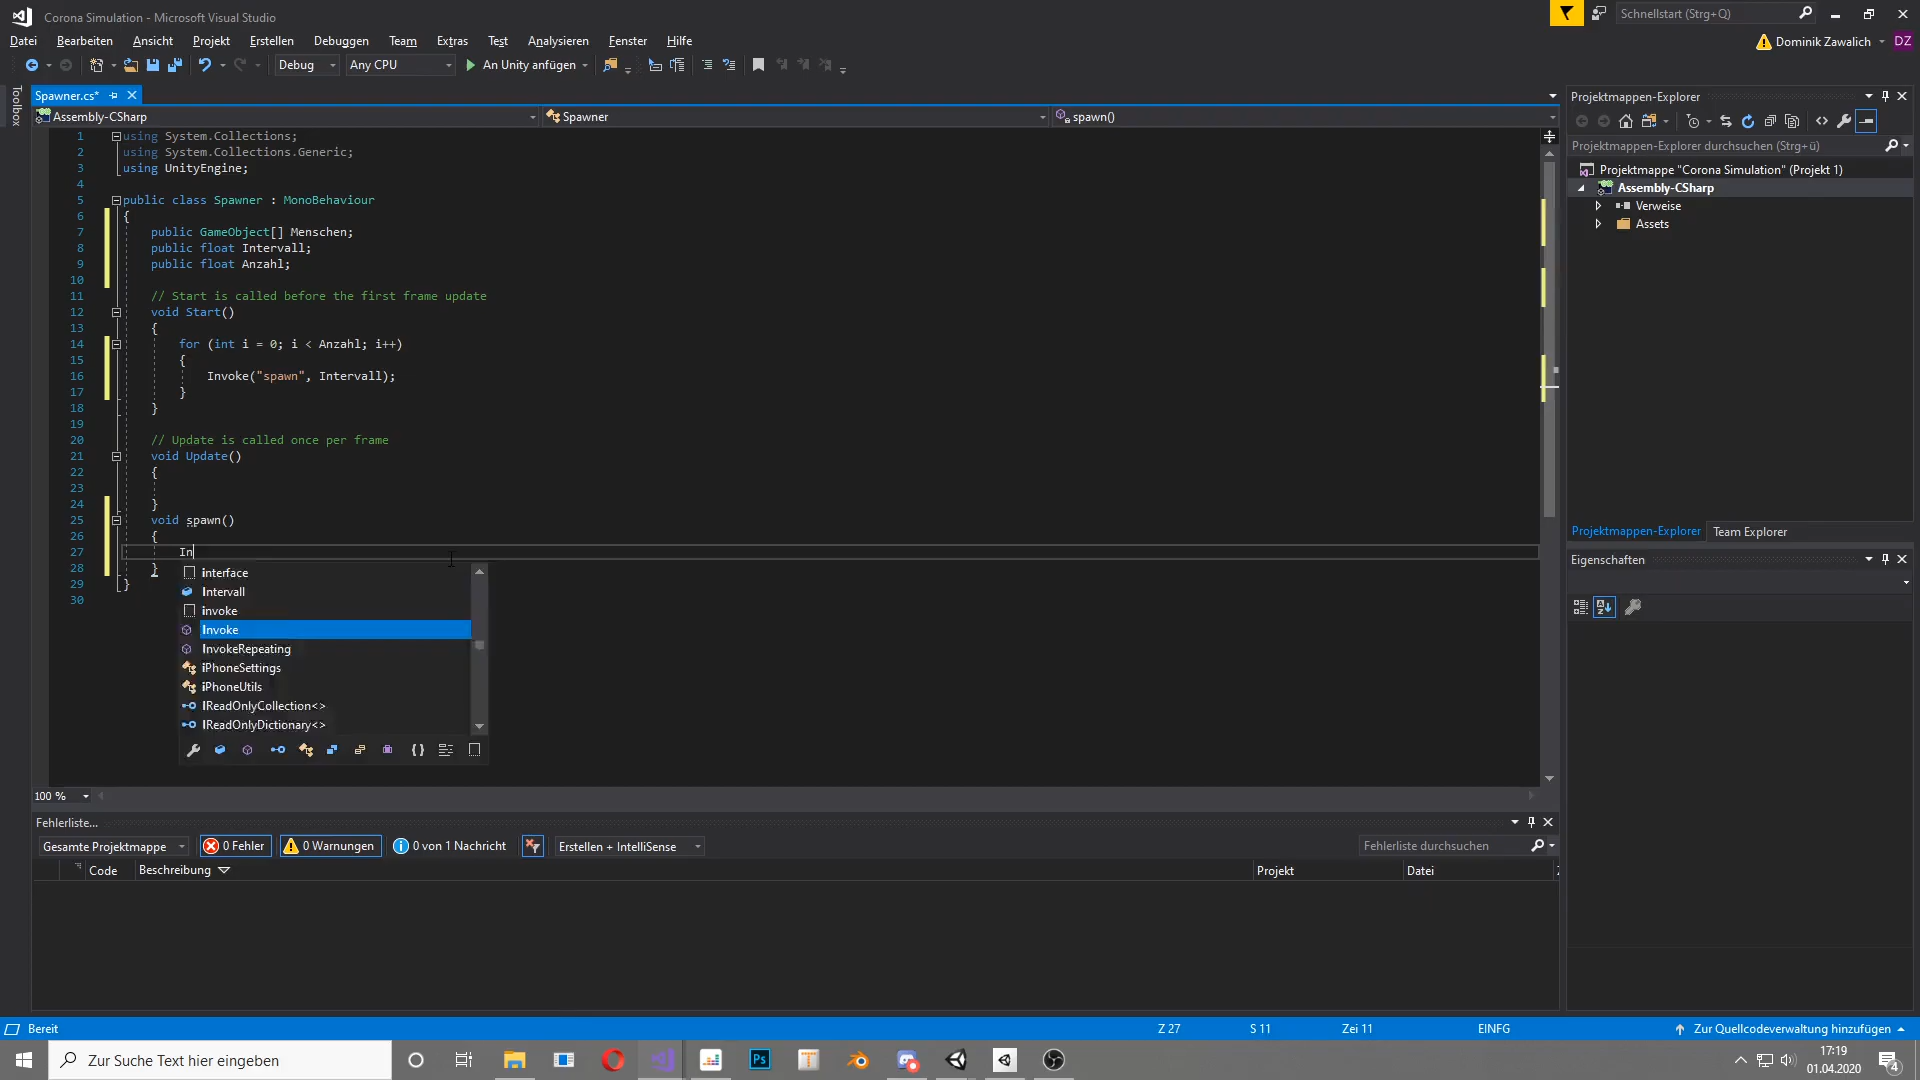 Corona Simulation - Microsoft Visual Studio
Schnellstart (Strg+Q)
Datei Bearbeiten Ansicht Projekt Erstellen Debuggen Team Extras Test Analysieren Fenster Hilfe
Dominik Zawalich DZ
Debug Any CPU An Unity anfügen
Toolbox
Spawner.cs*
Assembly-CSharp Spawner spawn()
1 using System.Collections;
2 using System.Collections.Generic;
3 using UnityEngine;
4
5 public class Spawner : MonoBehaviour
6 {
7 public GameObject[] Menschen;
8 public float Intervall;
9 public float Anzahl;
10
11 // Start is called before the first frame update
12 void Start()
13 {
14 for (int i = 0; i < Anzahl; i++)
15 {
16 Invoke("spawn", Intervall);
17 }
18 }
19
20 // Update is called once per frame
21 void Update()
22 {
23
24 }
25 void spawn()
26 {
27 In
28 }
29 }
30
interface
Intervall
invoke
Invoke
InvokeRepeating
iPhoneSettings
iPhoneUtils
IReadOnlyCollection<>
IReadOnlyDictionary<>
100 %
Projektmappen-Explorer
Projektmappen-Explorer durchsuchen (Strg+ü)
Projektmappe "Corona Simulation" (Projekt 1)
Assembly-CSharp
Verweise
Assets
Projektmappen-Explorer Team Explorer
Eigenschaften
Fehlerliste...
Gesamte Projektmappe 0 Fehler 0 Warnungen 0 von 1 Nachricht Erstellen + IntelliSense Fehlerliste durchsuchen
Code Beschreibung Projekt Datei
Bereit Z 27 S 11 Zei 11 EINFG Zur Quellcodeverwaltung hinzufügen
Zur Suche Text hier eingeben
Ps
17:19
01.04.2020
4